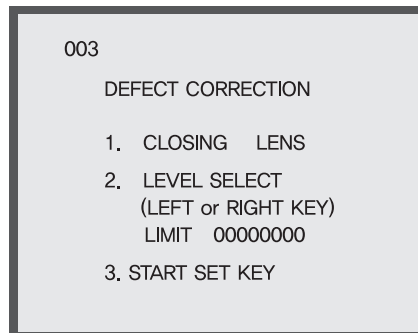 003
DEFECT CORRECTION
1. CLOSING LENS
2. LEVEL SELECT
(LEFT or RIGHT KEY)
LIMIT 00000000
3. START SET KEY